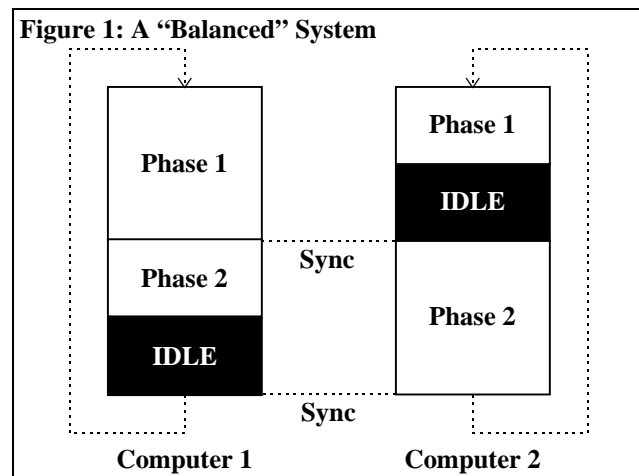 Figure 1: A “Balanced” System
Phase 1
Phase 2
IDLE
Sync
Sync
Phase 1
IDLE
Phase 2
Computer 1
Computer 2